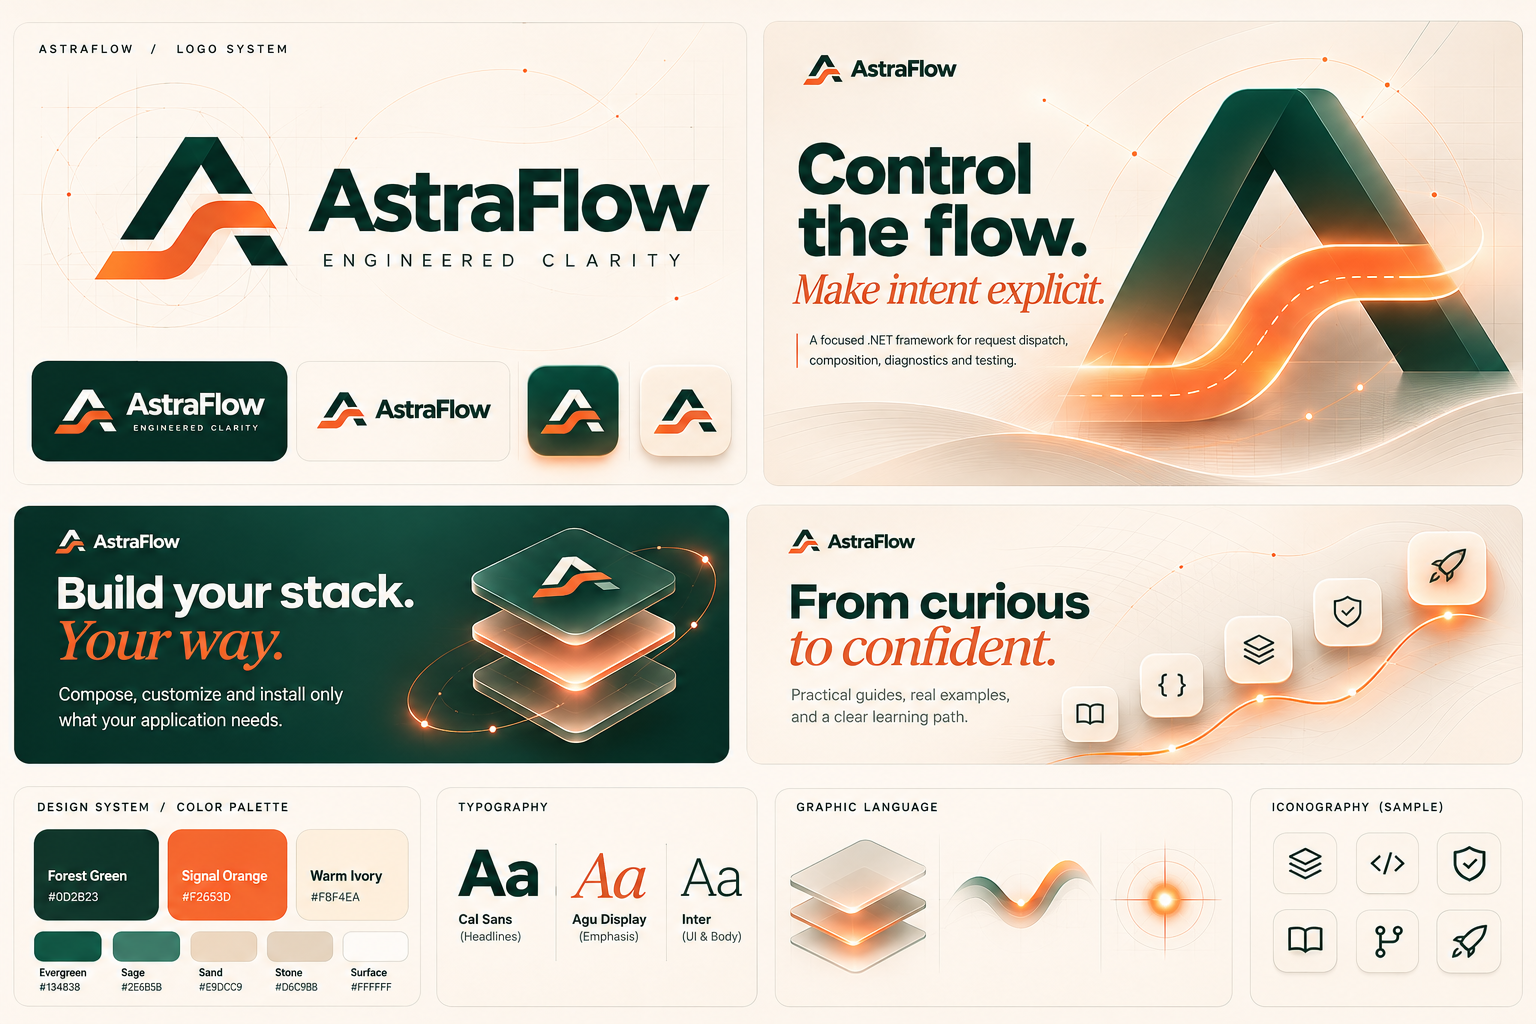 ASTRAFLOW / LOGO SYSTEM
AstraFlow
ENGINEERED CLARITY
AstraFlow
ENGINEERED CLARITY
AstraFlow
AstraFlow
Control
the flow.
Make intent explicit.
A focused .NET framework for request dispatch,
composition, diagnostics and testing.
AstraFlow
Build your stack.
Your way.
Compose, customize and install only
what your application needs.
AstraFlow
From curious
to confident.
Practical guides, real examples,
and a clear learning path.
{ }
DESIGN SYSTEM / COLOR PALETTE
Forest Green
#0D2B23
Signal Orange
#F2653D
Warm Ivory
#F8F4EA
Evergreen
#134838
Sage
#2E6B5B
Sand
#E9DCC9
Stone
#D6C9B8
Surface
#FFFFFF
TYPOGRAPHY
Aa
Cal Sans
(Headlines)
Aa
Agu Display
(Emphasis)
Aa
Inter
(UI & Body)
GRAPHIC LANGUAGE
ICONOGRAPHY (SAMPLE)
</>